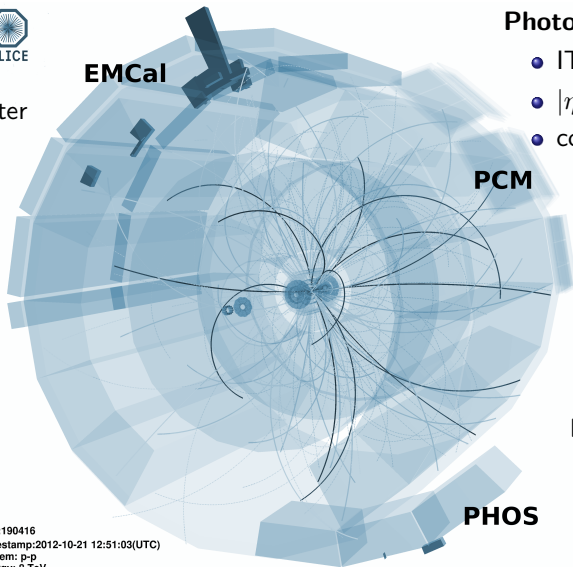 LICE
Photo
EMCal
IT
ter
|η
co
PCM
PHOS
:190416
estamp:2012-10-21 12:51:03(UTC)
em: p-p